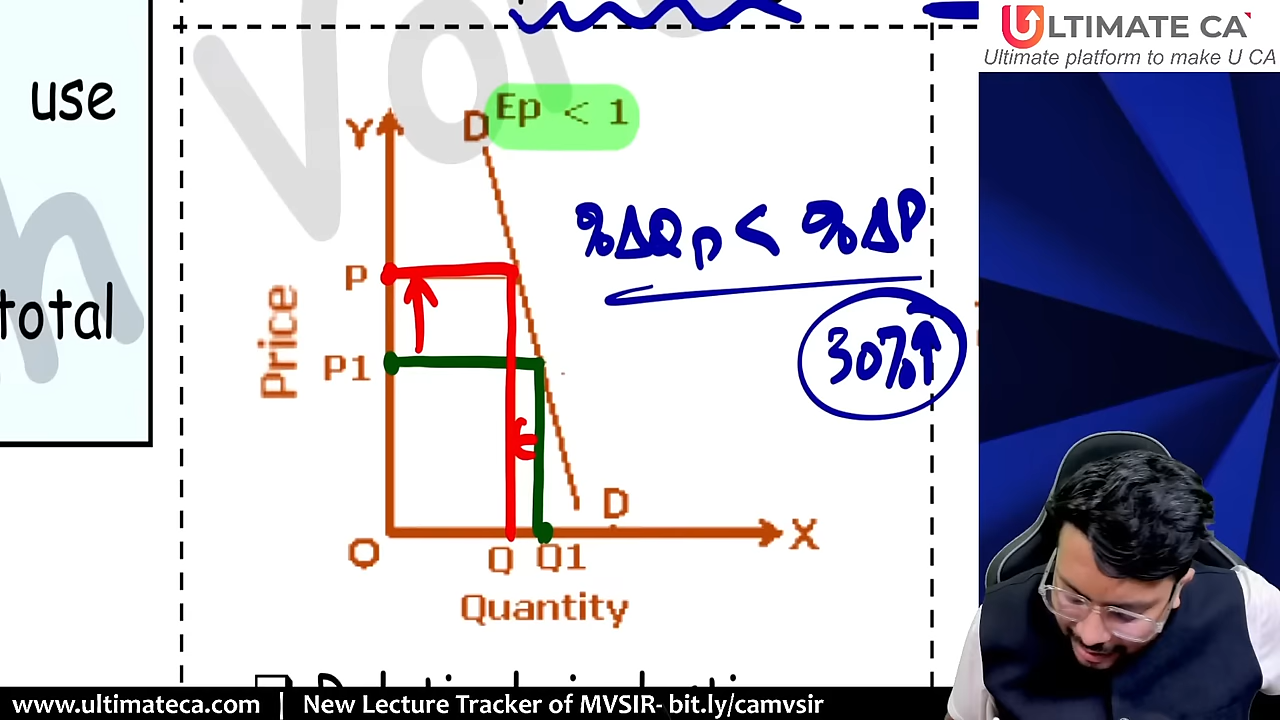 ULTIMATE CA
Ultimate platform to make U CA
use
total
Y
D
Ep < 1
%ΔQD < %ΔP
30%↑
P
P1
Price
D
O
Q Q1
X
Quantity
www.ultimateca.com | New Lecture Tracker of MVSIR- bit.ly/camvsir